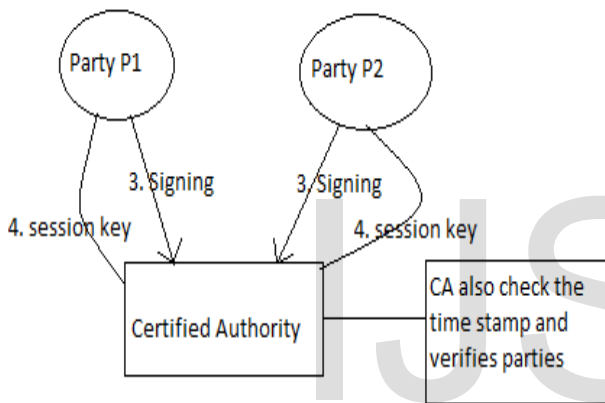 Party P1
Party P2
3. Signing
3. Signing
4. session key
4. session key
Certified Authority
CA also check the
time stamp and
verifies parties
IJS